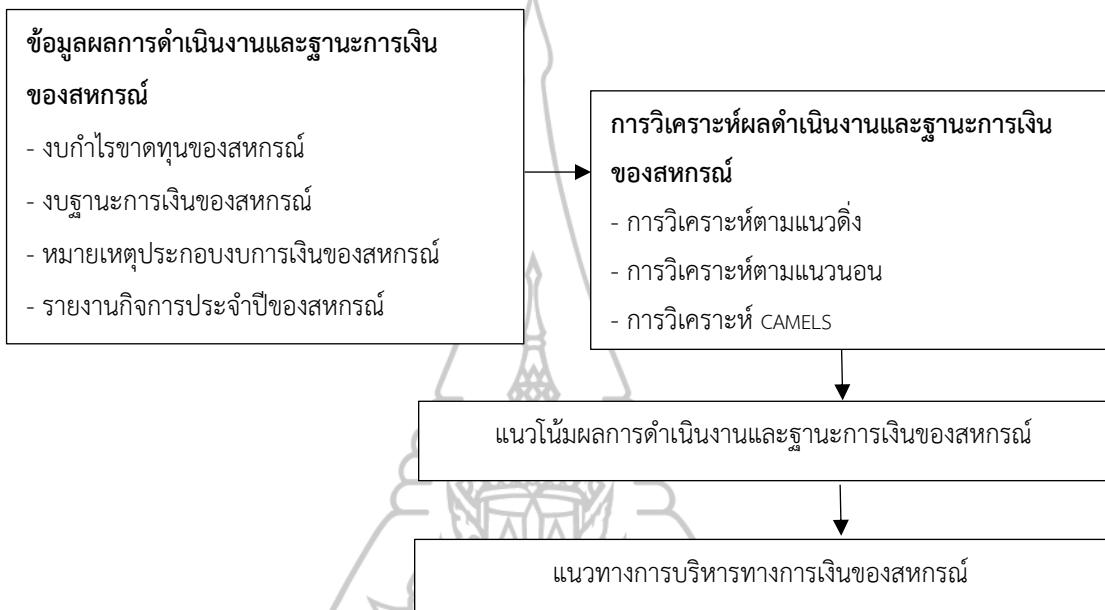 ข้อมูลผลการดำเนินงานและฐานะการเงิน
ของสหกรณ์
- งบกำไรขาดทุนของสหกรณ์
- งบฐานะการเงินของสหกรณ์
- หมายเหตุประกอบงบการเงินของสหกรณ์
- รายงานกิจการประจำปีของสหกรณ์
การวิเคราะห์ผลดำเนินงานและฐานะการเงิน
ของสหกรณ์
- การวิเคราะห์ตามแนวดิ่ง
- การวิเคราะห์ตามแนวนอน
- การวิเคราะห์ CAMELS
แนวโน้มผลการดำเนินงานและฐานะการเงินของสหกรณ์
แนวทางการบริหารทางการเงินของสหกรณ์